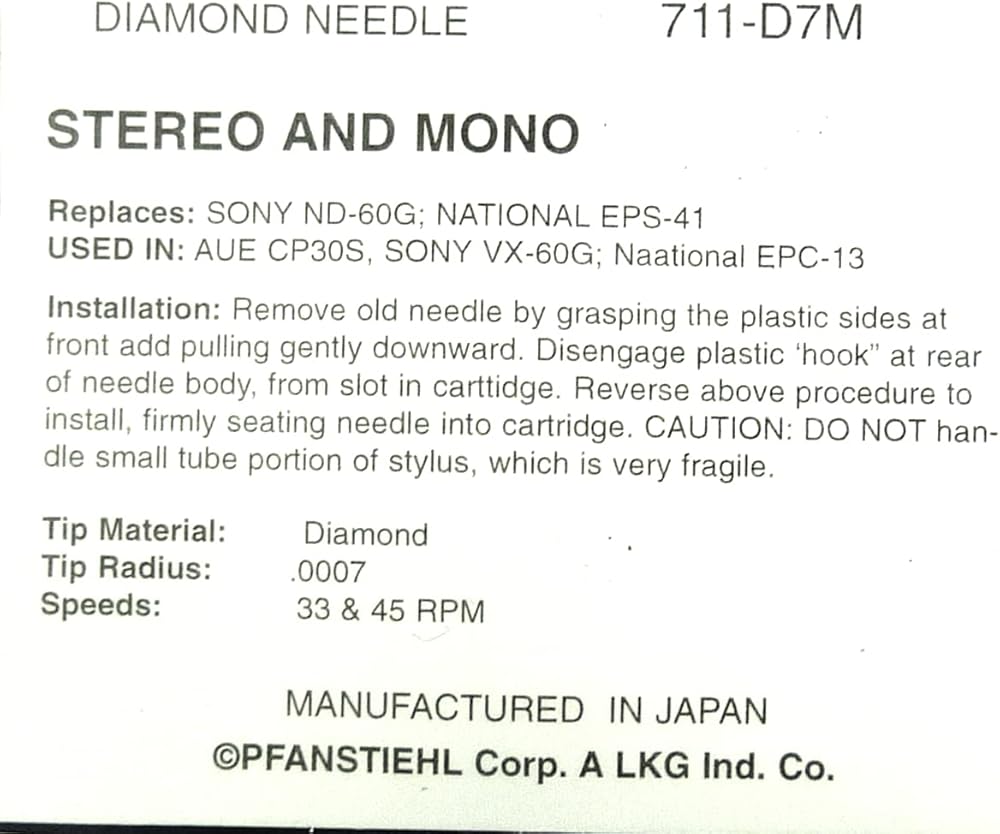 DIAMOND NEEDLE 711-D7M
STEREO AND MONO
Replaces: SONY ND-60G; NATIONAL EPS-41
USED IN: AUE CP30S, SONY VX-60G; Naational EPC-13
Installation: Remove old needle by grasping the plastic sides at
front add pulling gently downward. Disengage plastic ‘hook” at rear
of needle body, from slot in carttidge. Reverse above procedure to
install, firmly seating needle into cartridge. CAUTION: DO NOT han-
dle small tube portion of stylus, which is very fragile.
Tip Material: Diamond
Tip Radius: .0007
Speeds: 33 & 45 RPM
MANUFACTURED IN JAPAN
©PFANSTIEHL Corp. A LKG Ind. Co.